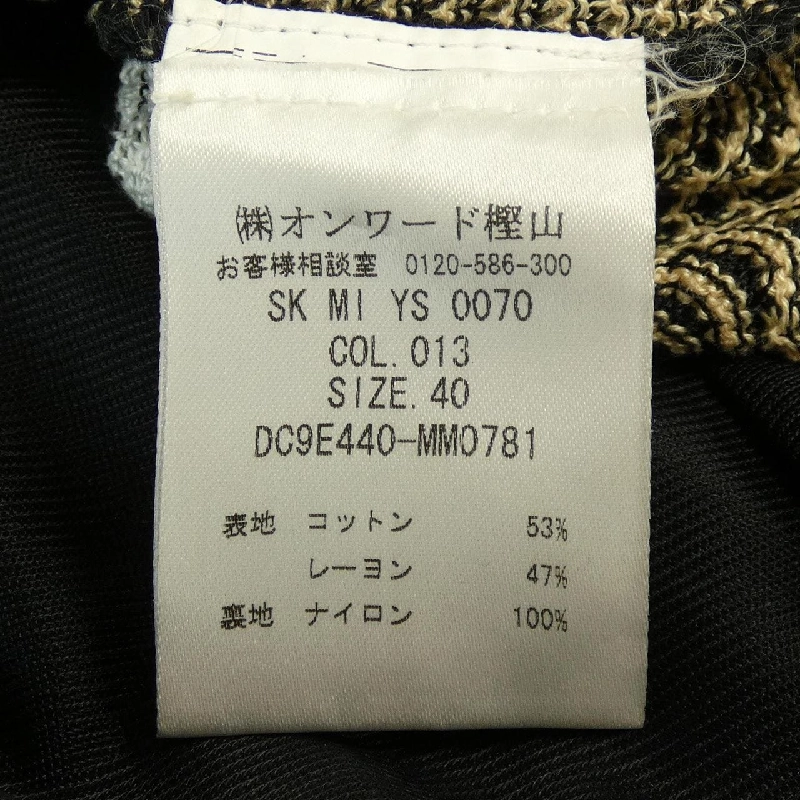 ㈱オンワード樫山
お客様相談室 0120-586-300
SK MI YS 0070
COL.013
SIZE.40
DC9E440-MM0781
表地 コットン 53%
レーヨン 47%
裏地 ナイロン 100%